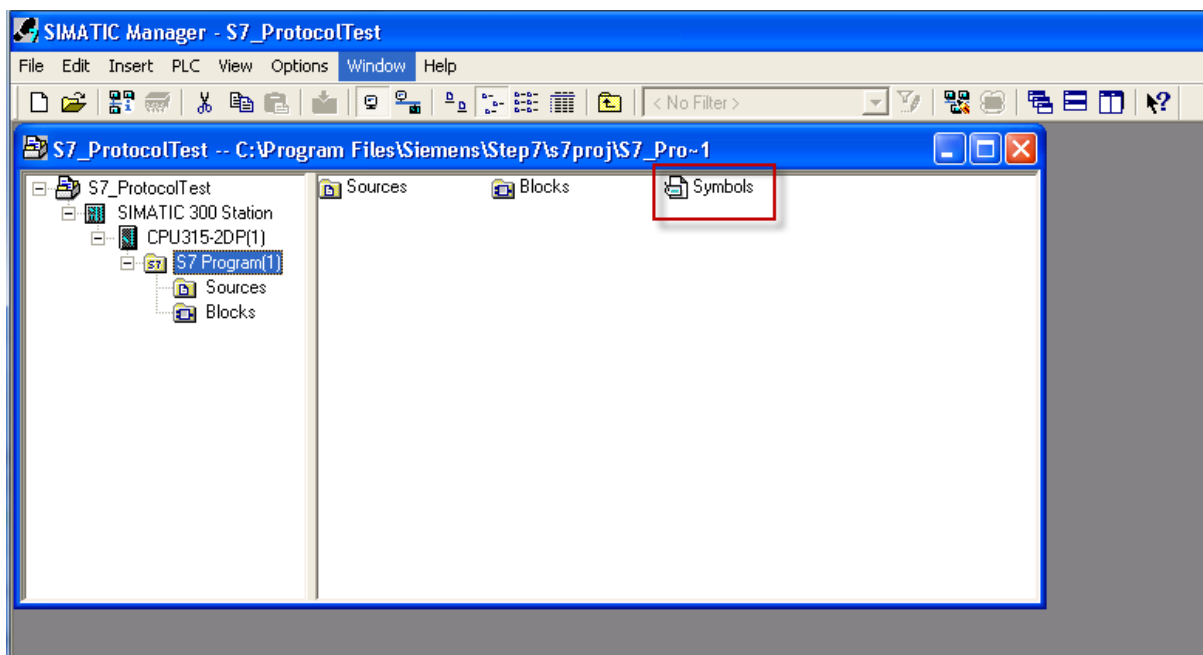 SIMATIC Manager - S7_ProtocolTest
File Edit Insert PLC View Options Window Help
< No Filter >
S7_ProtocolTest -- C:\Program Files\Siemens\Step7\s7proj\S7_Pro~1
S7_ProtocolTest
SIMATIC 300 Station
CPU315-2DP(1)
S7 Program(1)
Sources
Blocks
Sources Blocks Symbols